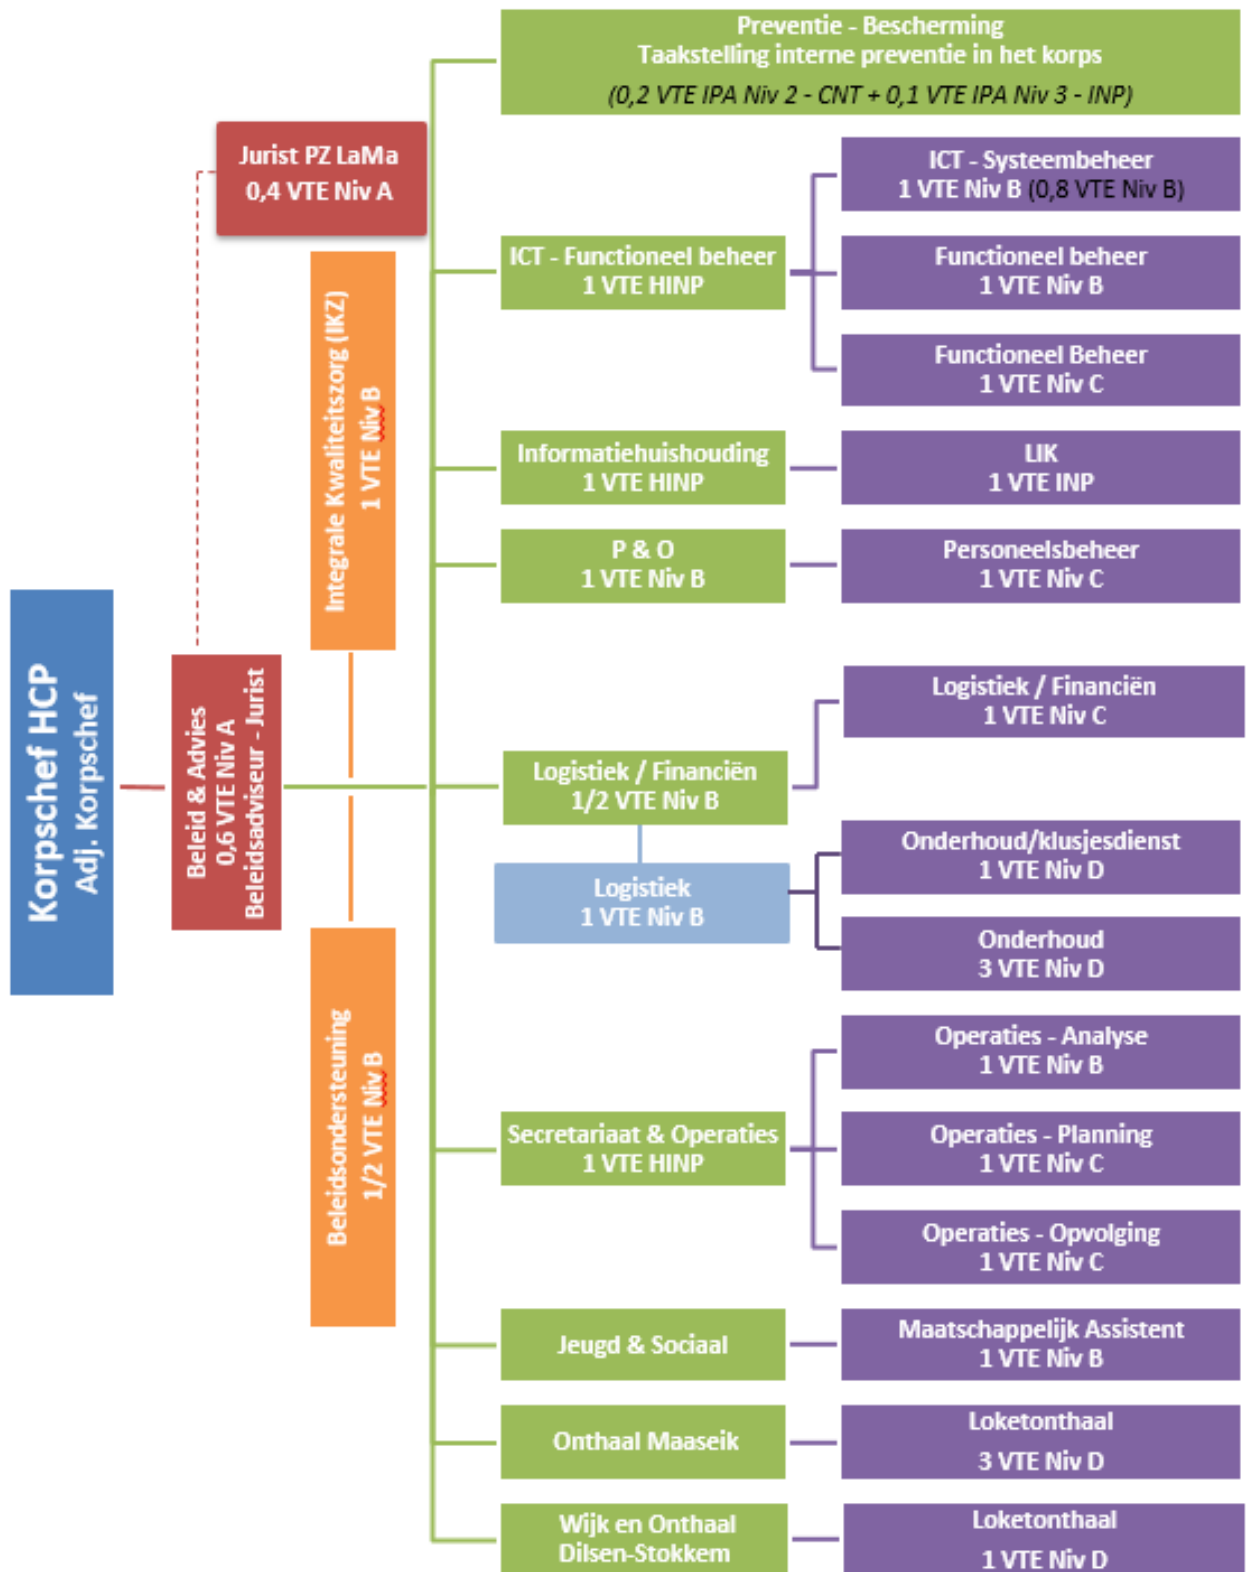 Korpschef HCP
Adj. Korpschef
Beleid & Advies
0,6 VTE Niv A
Beleidsadviseur - Jurist
Jurist PZ LaMa
0,4 VTE Niv A
Integrale Kwaliteitszorg (IKZ)
1 VTE Niv B
Beleidsondersteuning
1/2 VTE Niv B
Preventie - Bescherming
Taakstelling interne preventie in het korps
(0,2 VTE IPA Niv 2 - CNT + 0,1 VTE IPA Niv 3 - INP)
ICT - Functioneel beheer
1 VTE HINP
ICT - Systeembeheer
1 VTE Niv B (0,8 VTE Niv B)
Functioneel beheer
1 VTE Niv B
Functioneel Beheer
1 VTE Niv C
Informatiehuishouding
1 VTE HINP
LIK
1 VTE INP
P & O
1 VTE Niv B
Personeelsbeheer
1 VTE Niv C
Logistiek / Financiën
1/2 VTE Niv B
Logistiek / Financiën
1 VTE Niv C
Logistiek
1 VTE Niv B
Onderhoud/klusjesdienst
1 VTE Niv D
Onderhoud
3 VTE Niv D
Secretariaat & Operaties
1 VTE HINP
Operaties - Analyse
1 VTE Niv B
Operaties - Planning
1 VTE Niv C
Operaties - Opvolging
1 VTE Niv C
Jeugd & Sociaal
Maatschappelijk Assistent
1 VTE Niv B
Onthaal Maaseik
Loketonthaal
3 VTE Niv D
Wijk en Onthaal
Dilsen-Stokkem
Loketonthaal
1 VTE Niv D